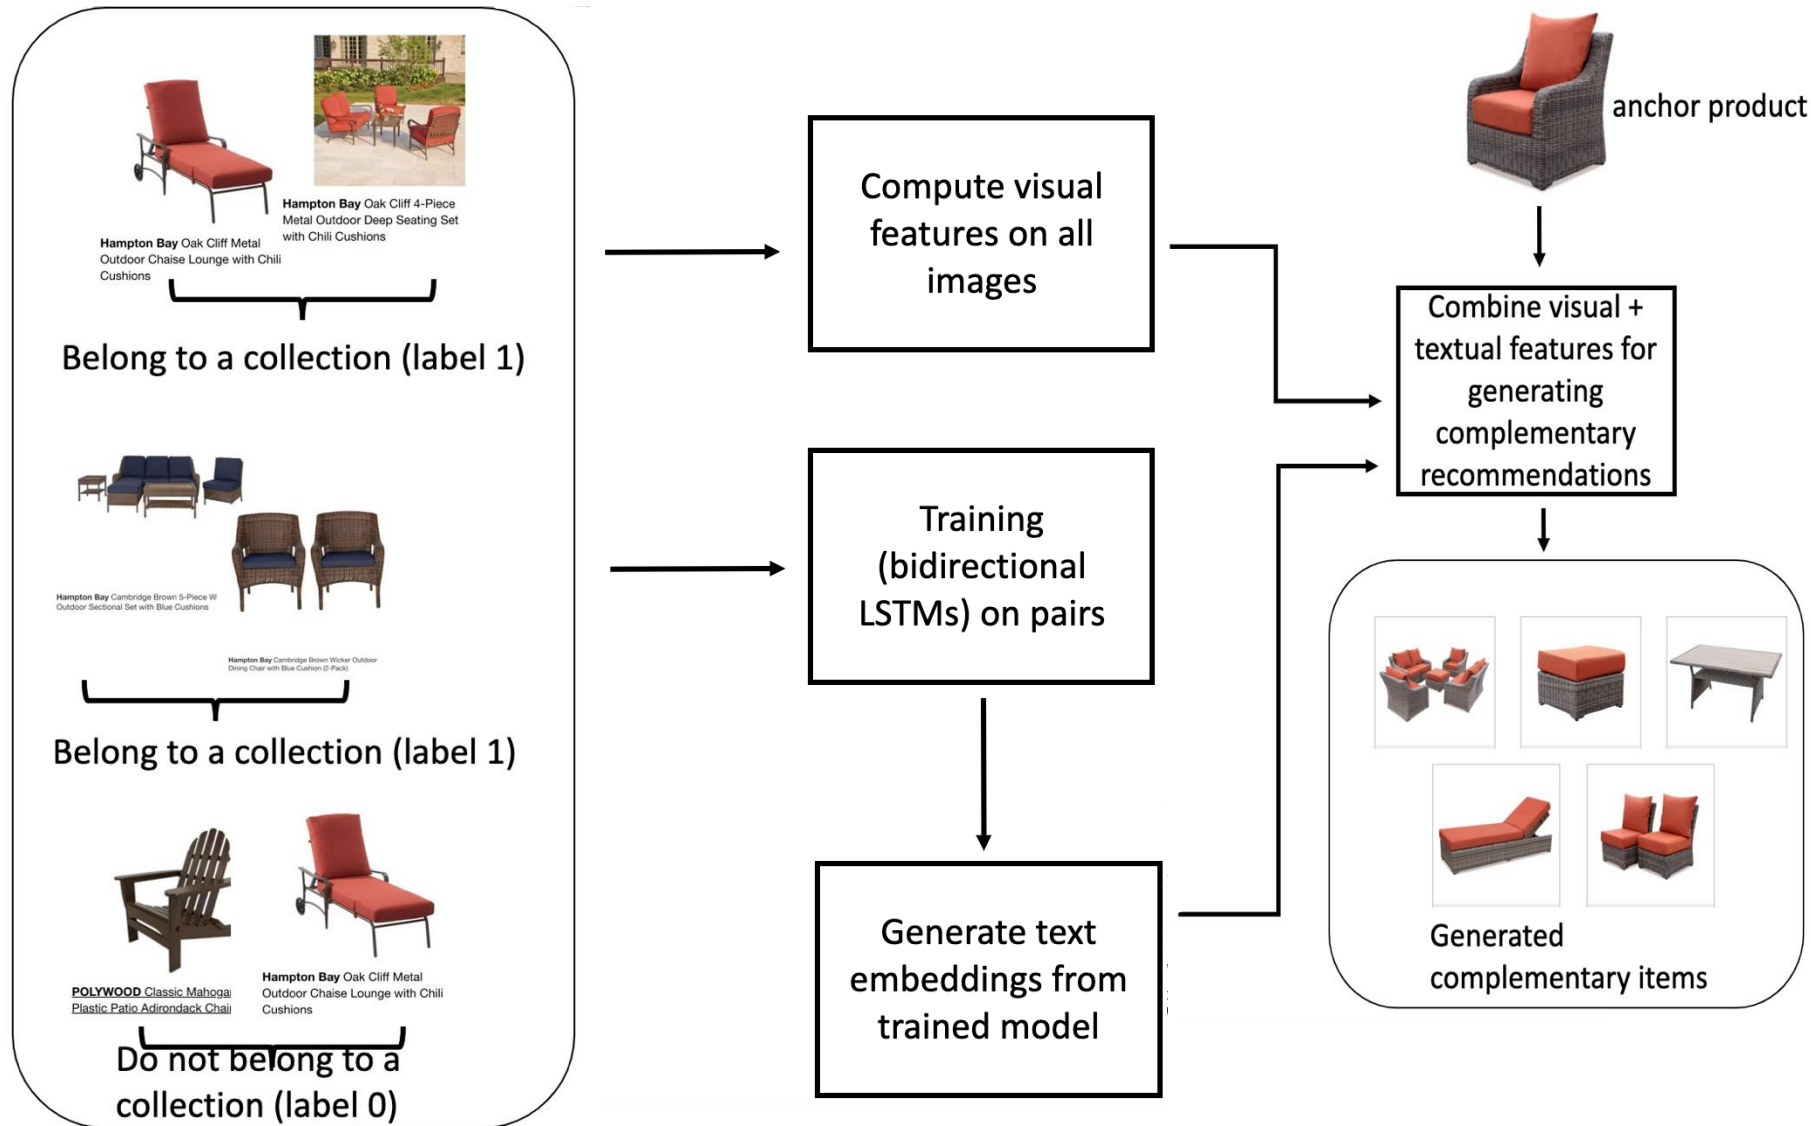 Hampton Bay Oak Cliff 4-Piece
Metal Outdoor Deep Seating Set
with Chili Cushions
Hampton Bay Oak Cliff Metal
Outdoor Chaise Lounge with Chili
Cushions
Belong to a collection (label 1)
Hampton Bay Cambridge Brown 5-Piece W
Outdoor Sectional Set with Blue Cushions
Hampton Bay Cambridge Brown Wicker Outdoor
Dining Chair with Blue Cushion (2-Pack)
Belong to a collection (label 1)
POLYWOOD Classic Mahoga
Plastic Patio Adirondack Chai
Hampton Bay Oak Cliff Metal
Outdoor Chaise Lounge with Chili
Cushions
Do not belong to a
collection (label 0)
Compute visual
features on all
images
Training
(bidirectional
LSTMs) on pairs
Generate text
embeddings from
trained model
anchor product
Combine visual +
textual features for
generating
complementary
recommendations
Generated
complementary items